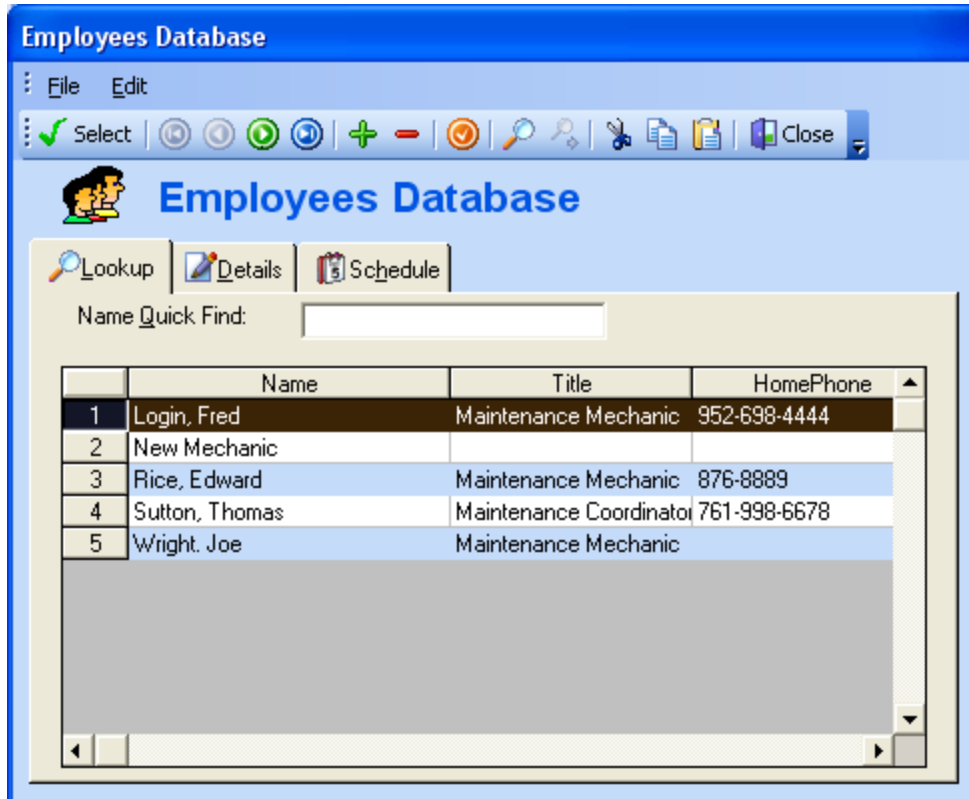 Employees Database
File Edit
Select Close
Employees Database
Lookup Details Schedule
Name Quick Find:
Name Title HomePhone
1 Login, Fred Maintenance Mechanic 952-698-4444
2 New Mechanic
3 Rice, Edward Maintenance Mechanic 876-8889
4 Sutton, Thomas Maintenance Coordinator 761-998-6678
5 Wright. Joe Maintenance Mechanic